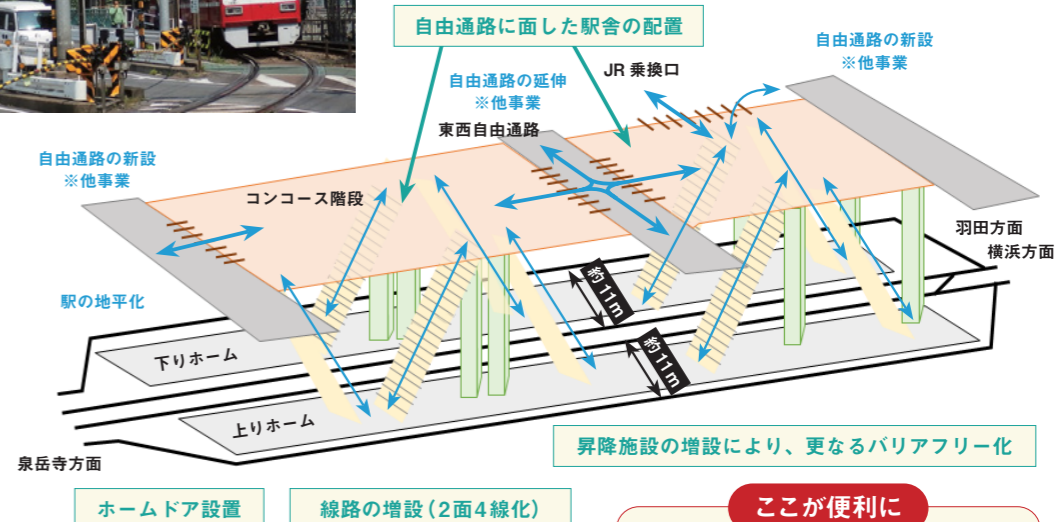 自由通路に面した駅舎の配置
自由通路の新設
※他事業
JR 乗換口
自由通路の延伸
※他事業
東西自由通路
自由通路の新設
※他事業
コンコース階段
羽田方面
横浜方面
駅の地平化
約11m
約11m
下りホーム
上りホーム
泉岳寺方面
昇降施設の増設により、更なるバリアフリー化
ホームドア設置
線路の増設(2面4線化)
ここが便利に